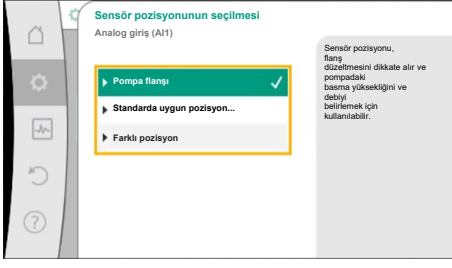 Sensör pozisyonunun seçilmesi
Analog giriş (AI1)
Pompa flanşı
Standarda uygun pozisyon...
Farklı pozisyon
Sensör pozisyonu,
flanş
düzeltmesini dikkate alır ve
pompadaki
basma yüksekliğini ve
debiyi
belirlemek için
kullanılabilir.